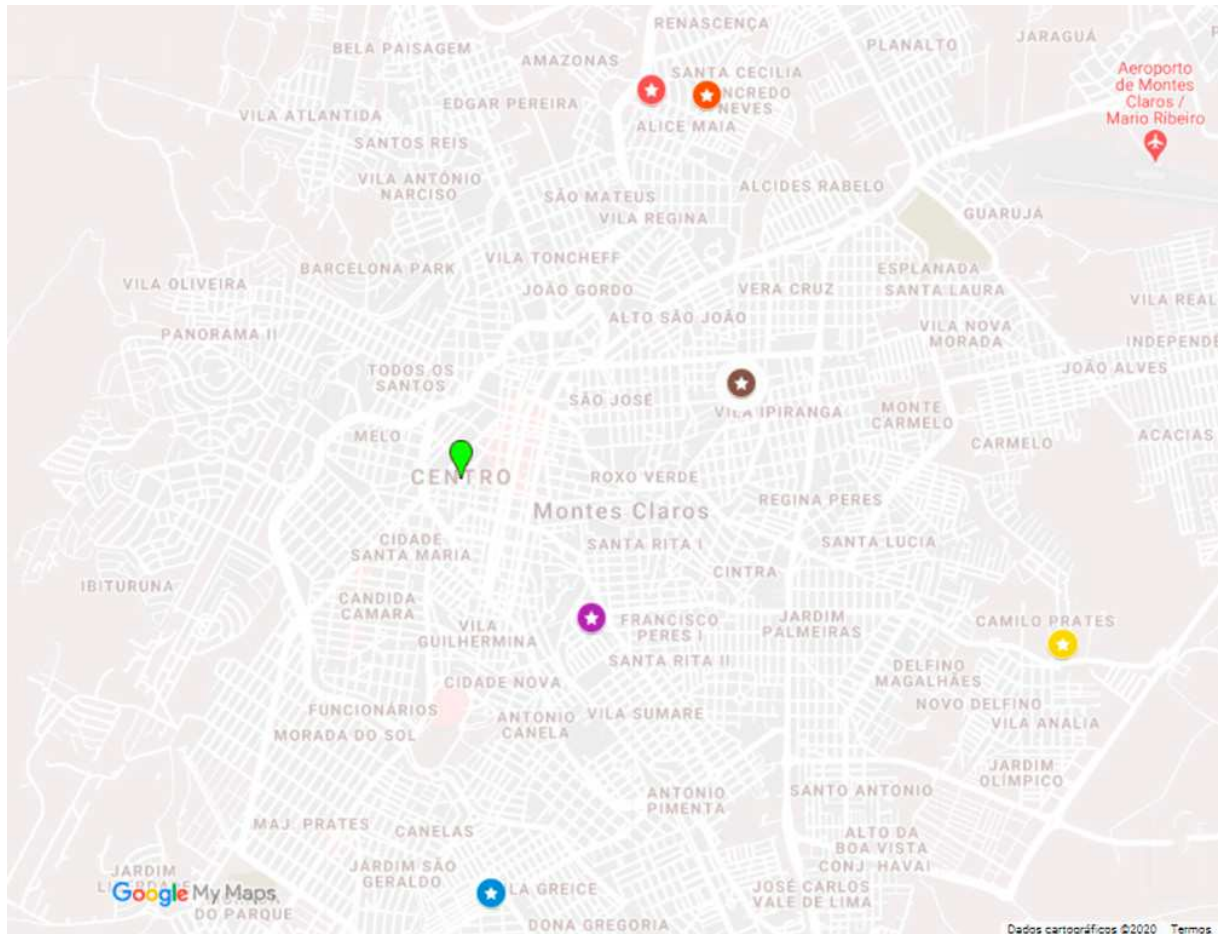 RENASCENÇA
BELA PAISAGEM
AMAZONAS
PLANALTO
JARAGUÁ
SANTA CECILIA
NCREDO
NEVES
Aeroporto
de Montes
Claros /
Mario Ribeiro
EDGAR PEREIRA
VILA ATLANTIDA
ALICE MAIA
SANTOS REIS
VILA ANTÔNIO
NARCISO
SÃO MATEUS
ALCIDES RABELO
VILA REGINA
GUARUJÁ
VILA TONCHEFF
BARCELONA PARK
ESPLANADA
VILA OLIVEIRA
JOÃO GORDO
VERA CRUZ
SANTA LAURA
VILA REAL
ALTO SÃO JOÃO
PANORAMA II
VILA NOVA
MORADA
INDEPENDÊ
TODOS OS
SANTOS
JOÃO ALVES
SÃO JOSÉ
VILA IPIRANGA
MONTE
CARMELO
MELO
CARMELO
ACACIAS
CENTRO
ROXO VERDE
REGINA PERES
Montes Claros
CIDADE
SANTA MARIA
SANTA RITA I
SANTA LUCIA
CINTRA
IBITURUNA
CANDIDA
CAMARA
VILA
GUILHERMINA
FRANCISCO
PERES I
JARDIM
PALMEIRAS
CAMILO PRATES
SANTA RITA II
DELFINO
MAGALHÃES
CIDADE NOVA
NOVO DELFINO
FUNCIONÁRIOS
ANTONIO
CANELA
VILA SUMARE
VILA ANALIA
MORADA DO SOL
JARDIM
OLÍMPICO
ANTONIO
PIMENTA
SANTO ANTONIO
MAJ. PRATES
CANELAS
ALTO DA
BOA VISTA
CONJ HAVAI
JARDIM
JARDIM SÃO
GERALDO
Google My Maps
LA GREICE
JOSÉ CARLOS
VALE DE LIMA
DO PARQUE
DONA GREGORIA
Dados cartográficos ©2020 Termos